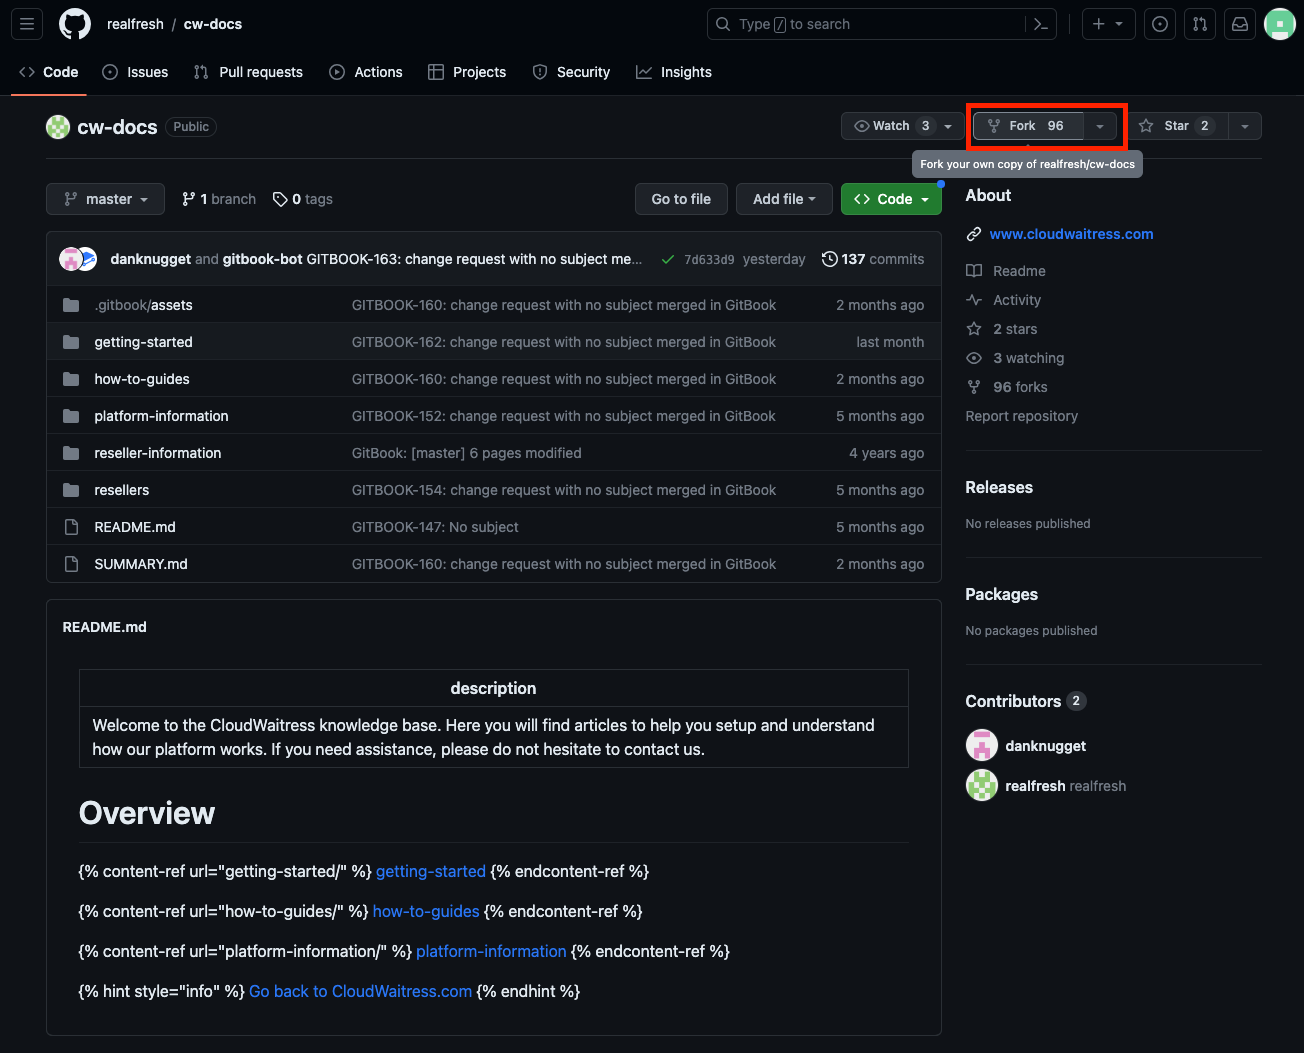 realfresh / cw-docs
Type / to search
Code Issues Pull requests Actions Projects Security Insights
cw-docs Public
Watch 3 Fork 96 Star 2
Fork your own copy of realfresh/cw-docs
master 1 branch 0 tags Go to file Add file Code
danknugget and gitbook-bot GITBOOK-163: change request with no subject me... 7d633d9 yesterday 137 commits
.gitbook/assets GITBOOK-160: change request with no subject merged in GitBook 2 months ago
getting-started GITBOOK-162: change request with no subject merged in GitBook last month
how-to-guides GITBOOK-160: change request with no subject merged in GitBook 2 months ago
platform-information GITBOOK-152: change request with no subject merged in GitBook 5 months ago
reseller-information GitBook: [master] 6 pages modified 4 years ago
resellers GITBOOK-154: change request with no subject merged in GitBook 5 months ago
README.md GITBOOK-147: No subject 5 months ago
SUMMARY.md GITBOOK-160: change request with no subject merged in GitBook 2 months ago
README.md
description
Welcome to the CloudWaitress knowledge base. Here you will find articles to help you setup and understand
how our platform works. If you need assistance, please do not hesitate to contact us.
Overview
{% content-ref url="getting-started/" %} getting-started {% endcontent-ref %}
{% content-ref url="how-to-guides/" %} how-to-guides {% endcontent-ref %}
{% content-ref url="platform-information/" %} platform-information {% endcontent-ref %}
{% hint style="info" %} Go back to CloudWaitress.com {% endhint %}
About
www.cloudwaitress.com
Readme
Activity
2 stars
3 watching
96 forks
Report repository
Releases
No releases published
Packages
No packages published
Contributors 2
danknugget
realfresh realfresh